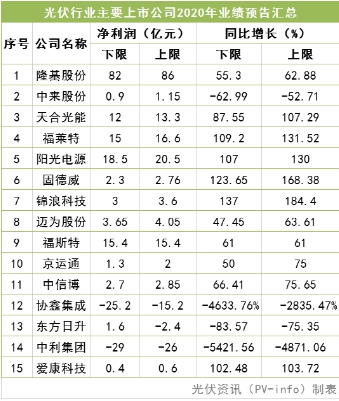 光伏行业主要上市公司2020年业绩预告汇总
序号 公司名称 净利润（亿元） 同比增长（%）
下限 上限 下限 上限
1 隆基股份 82 86 55.3 62.88
2 中来股份 0.9 1.15 -62.99 -52.71
3 天合光能 12 13.3 87.55 107.29
4 福莱特 15 16.6 109.2 131.52
5 阳光电源 18.5 20.5 107 130
6 固德威 2.3 2.76 123.65 168.38
7 锦浪科技 3 3.6 137 184.4
8 迈为股份 3.65 4.05 47.45 63.61
9 福斯特 15.4 15.4 61 61
10 京运通 1.3 2 50 75
11 中信博 2.7 2.85 66.41 75.65
12 协鑫集成 -25.2 -15.2 -4633.76% -2835.47%
13 东方日升 1.6 -2.4 -83.57 -75.35
14 中利集团 -29 -26 -5421.56 -4871.06
15 爱康科技 0.4 0.6 102.48 103.72
光伏资讯（PV-info）制表